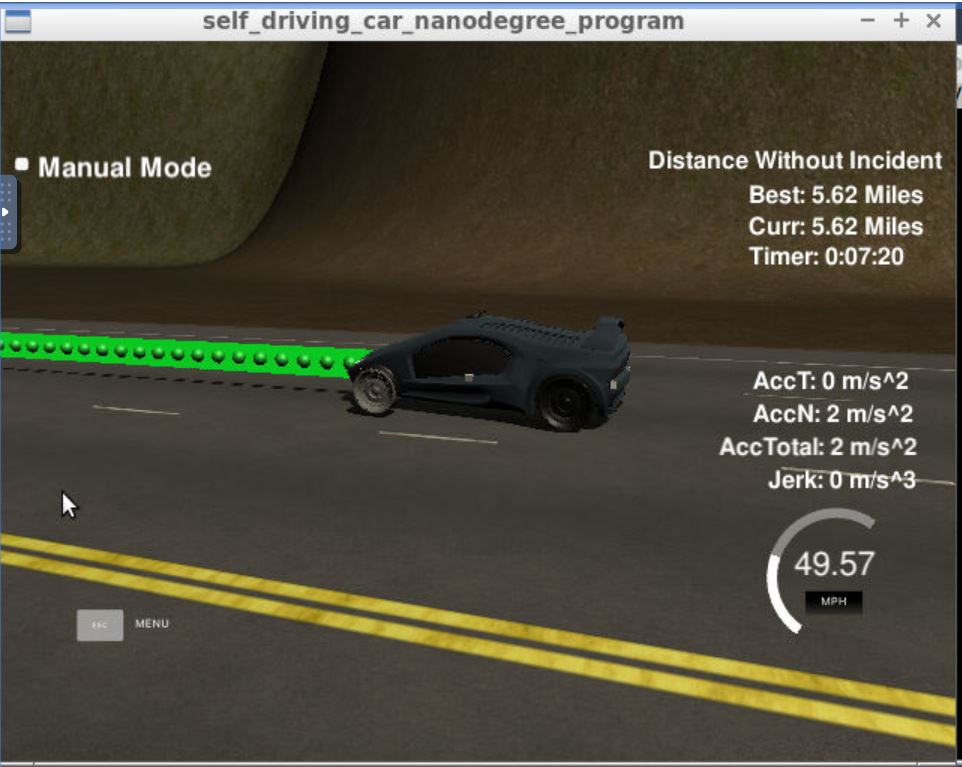 self_driving_car_nanodegree_program
Manual Mode
Distance Without Incident
Best: 5.62 Miles
Curr: 5.62 Miles
Timer: 0:07:20
AccT: 0 m/s^2
AccN: 2 m/s^2
AccTotal: 2 m/s^2
Jerk: 0 m/s^3
49.57
MPH
ESC MENU